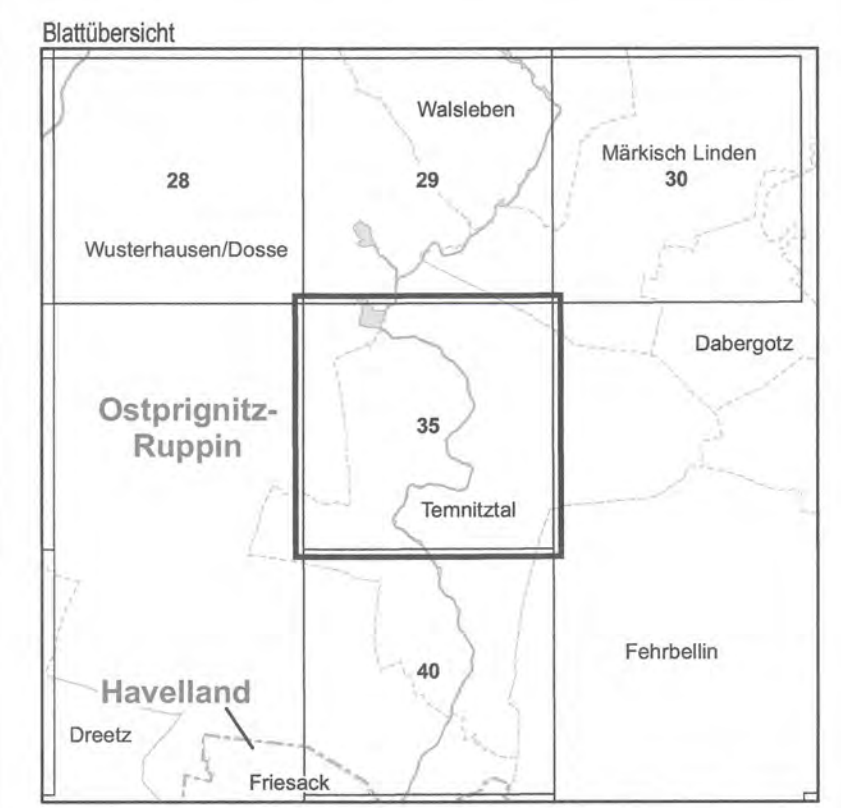 Blattübersicht
Walsleben
Märkisch Linden
28
29
30
Wusterhausen/Dosse
Dabergotz
Ostprignitz-
Ruppin
35
Temnitztal
Fehrbellin
40
Havelland
Dreetz
Friesack